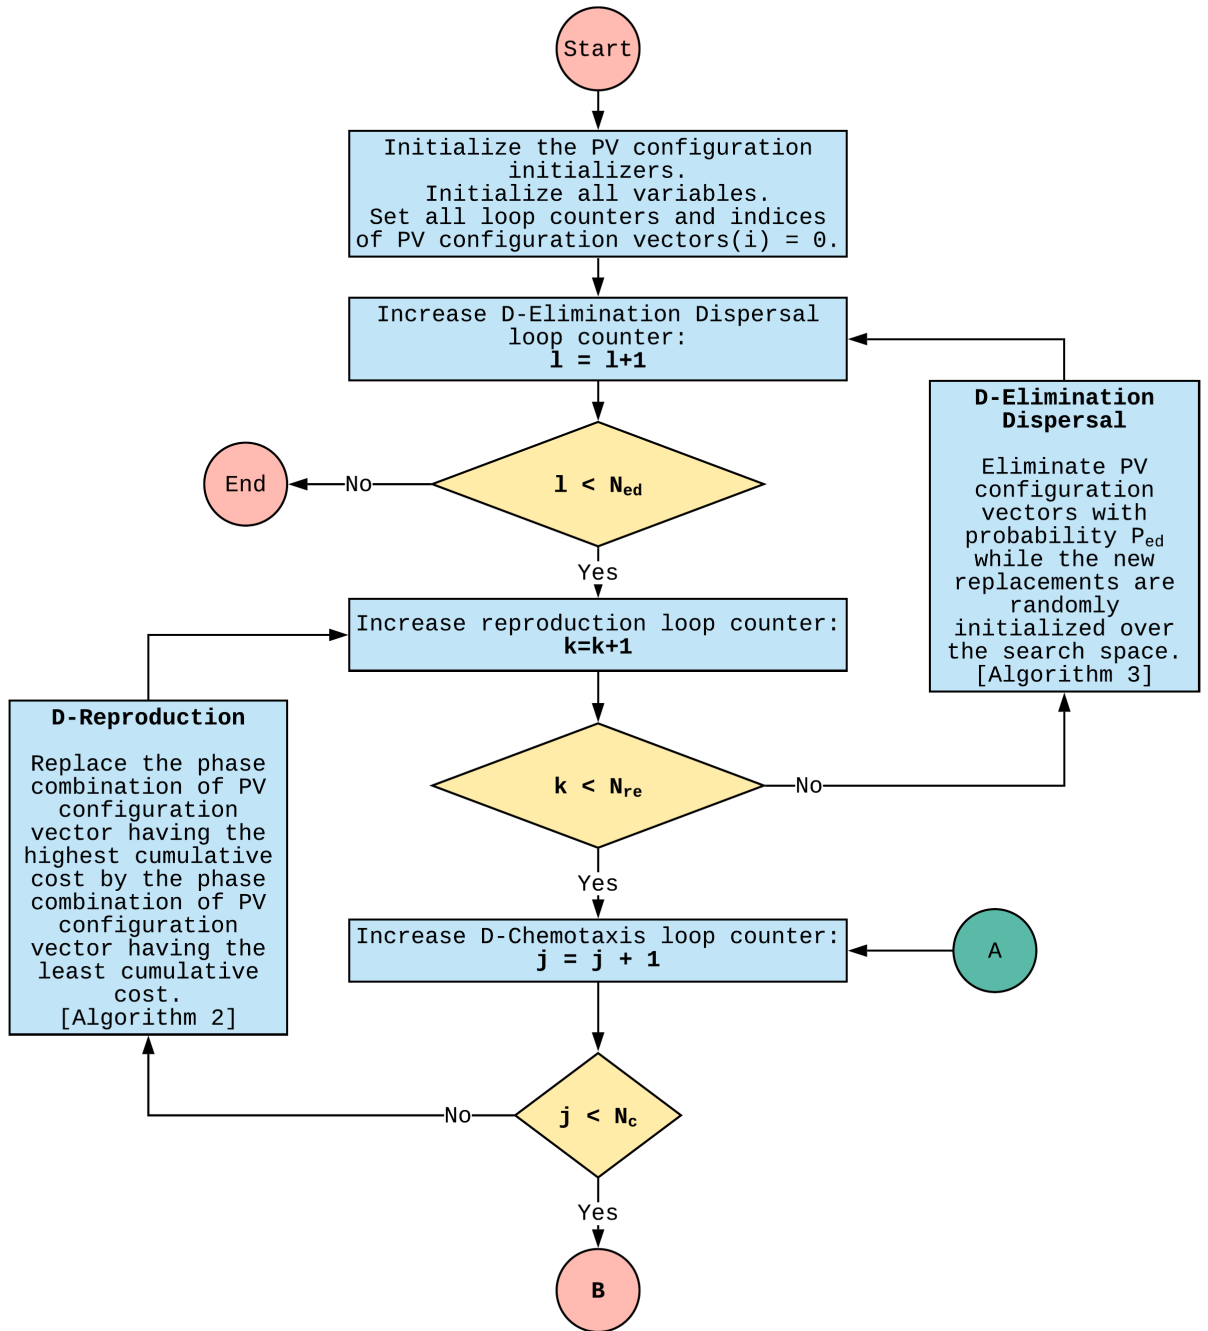 Start
Initialize the PV configuration
initializers.
Initialize all variables.
Set all loop counters and indices
of PV configuration vectors(i) = 0.
Increase D-Elimination Dispersal
loop counter:
l = l+1
D-Elimination
Dispersal
Eliminate PV
configuration
vectors with
probability Ped
while the new
replacements are
randomly
initialized over
the search space.
[Algorithm 3]
l < Ned
No
End
Yes
Increase reproduction loop counter:
k=k+1
D-Reproduction
Replace the phase
combination of PV
configuration
vector having the
highest cumulative
cost by the phase
combination of PV
configuration
vector having the
least cumulative
cost.
[Algorithm 2]
k < Nre
No
Yes
Increase D-Chemotaxis loop counter:
j = j + 1
A
j < Nc
No
Yes
B